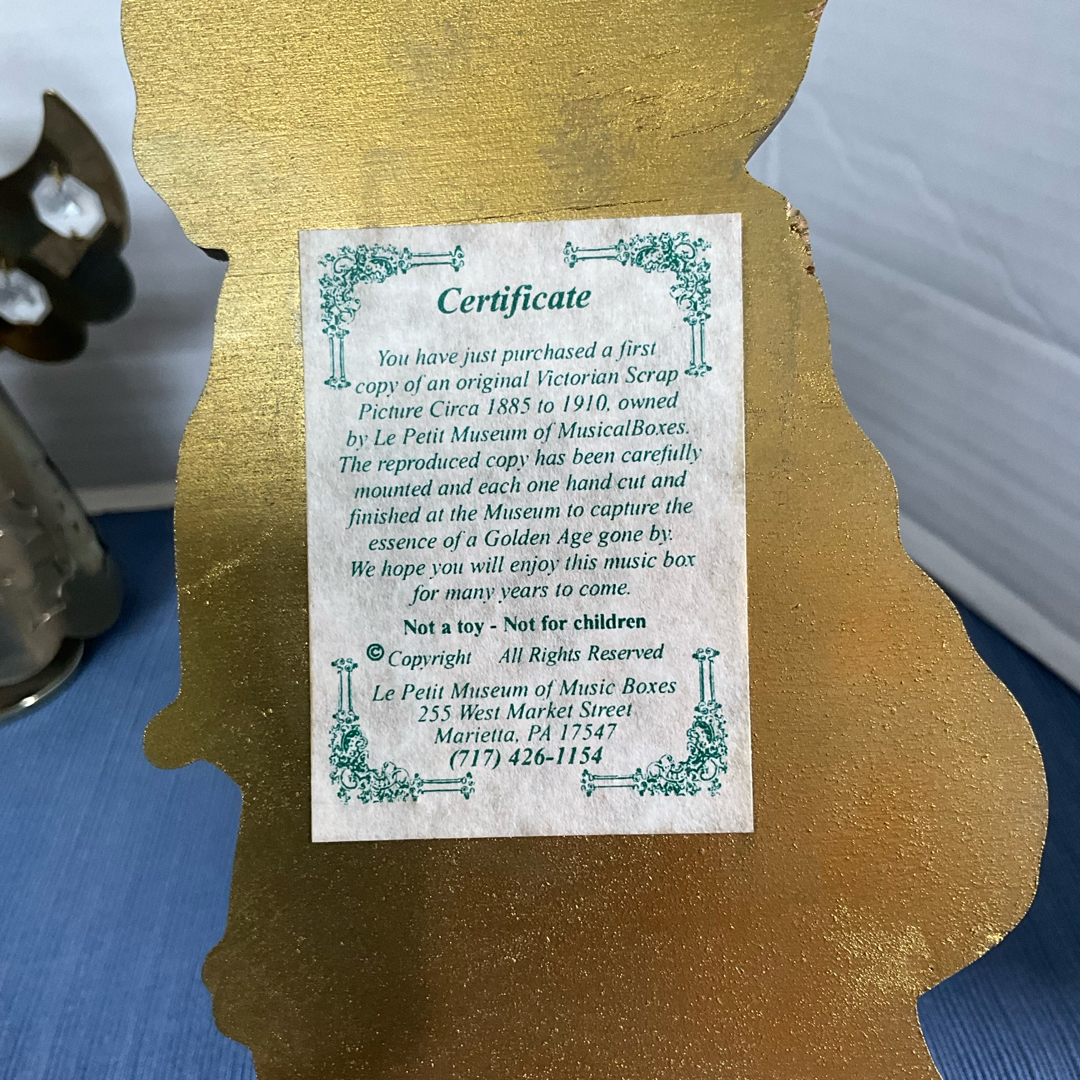 Certificate
You have just purchased a first
copy of an original Victorian Scrap
Picture Circa 1885 to 1910, owned
by Le Petit Museum of MusicalBoxes.
The reproduced copy has been carefully
mounted and each one hand cut and
finished at the Museum to capture the
essence of a Golden Age gone by.
We hope you will enjoy this music box
for many years to come.
Not a toy - Not for children
© Copyright All Rights Reserved
Le Petit Museum of Music Boxes
255 West Market Street
Marietta, PA 17547
(717) 426-1154